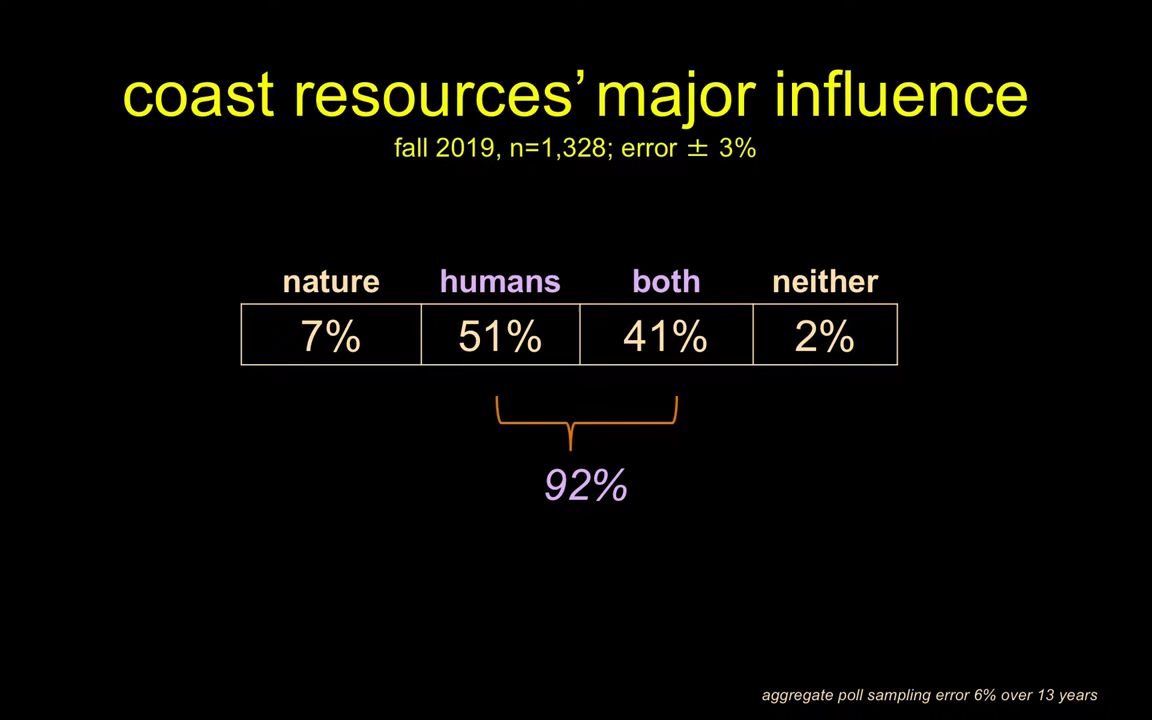 coast resources’ major influence
fall 2019, n=1,328; error ± 3%
nature humans both neither
7% 51% 41% 2%
92%
aggregate poll sampling error 6% over 13 years